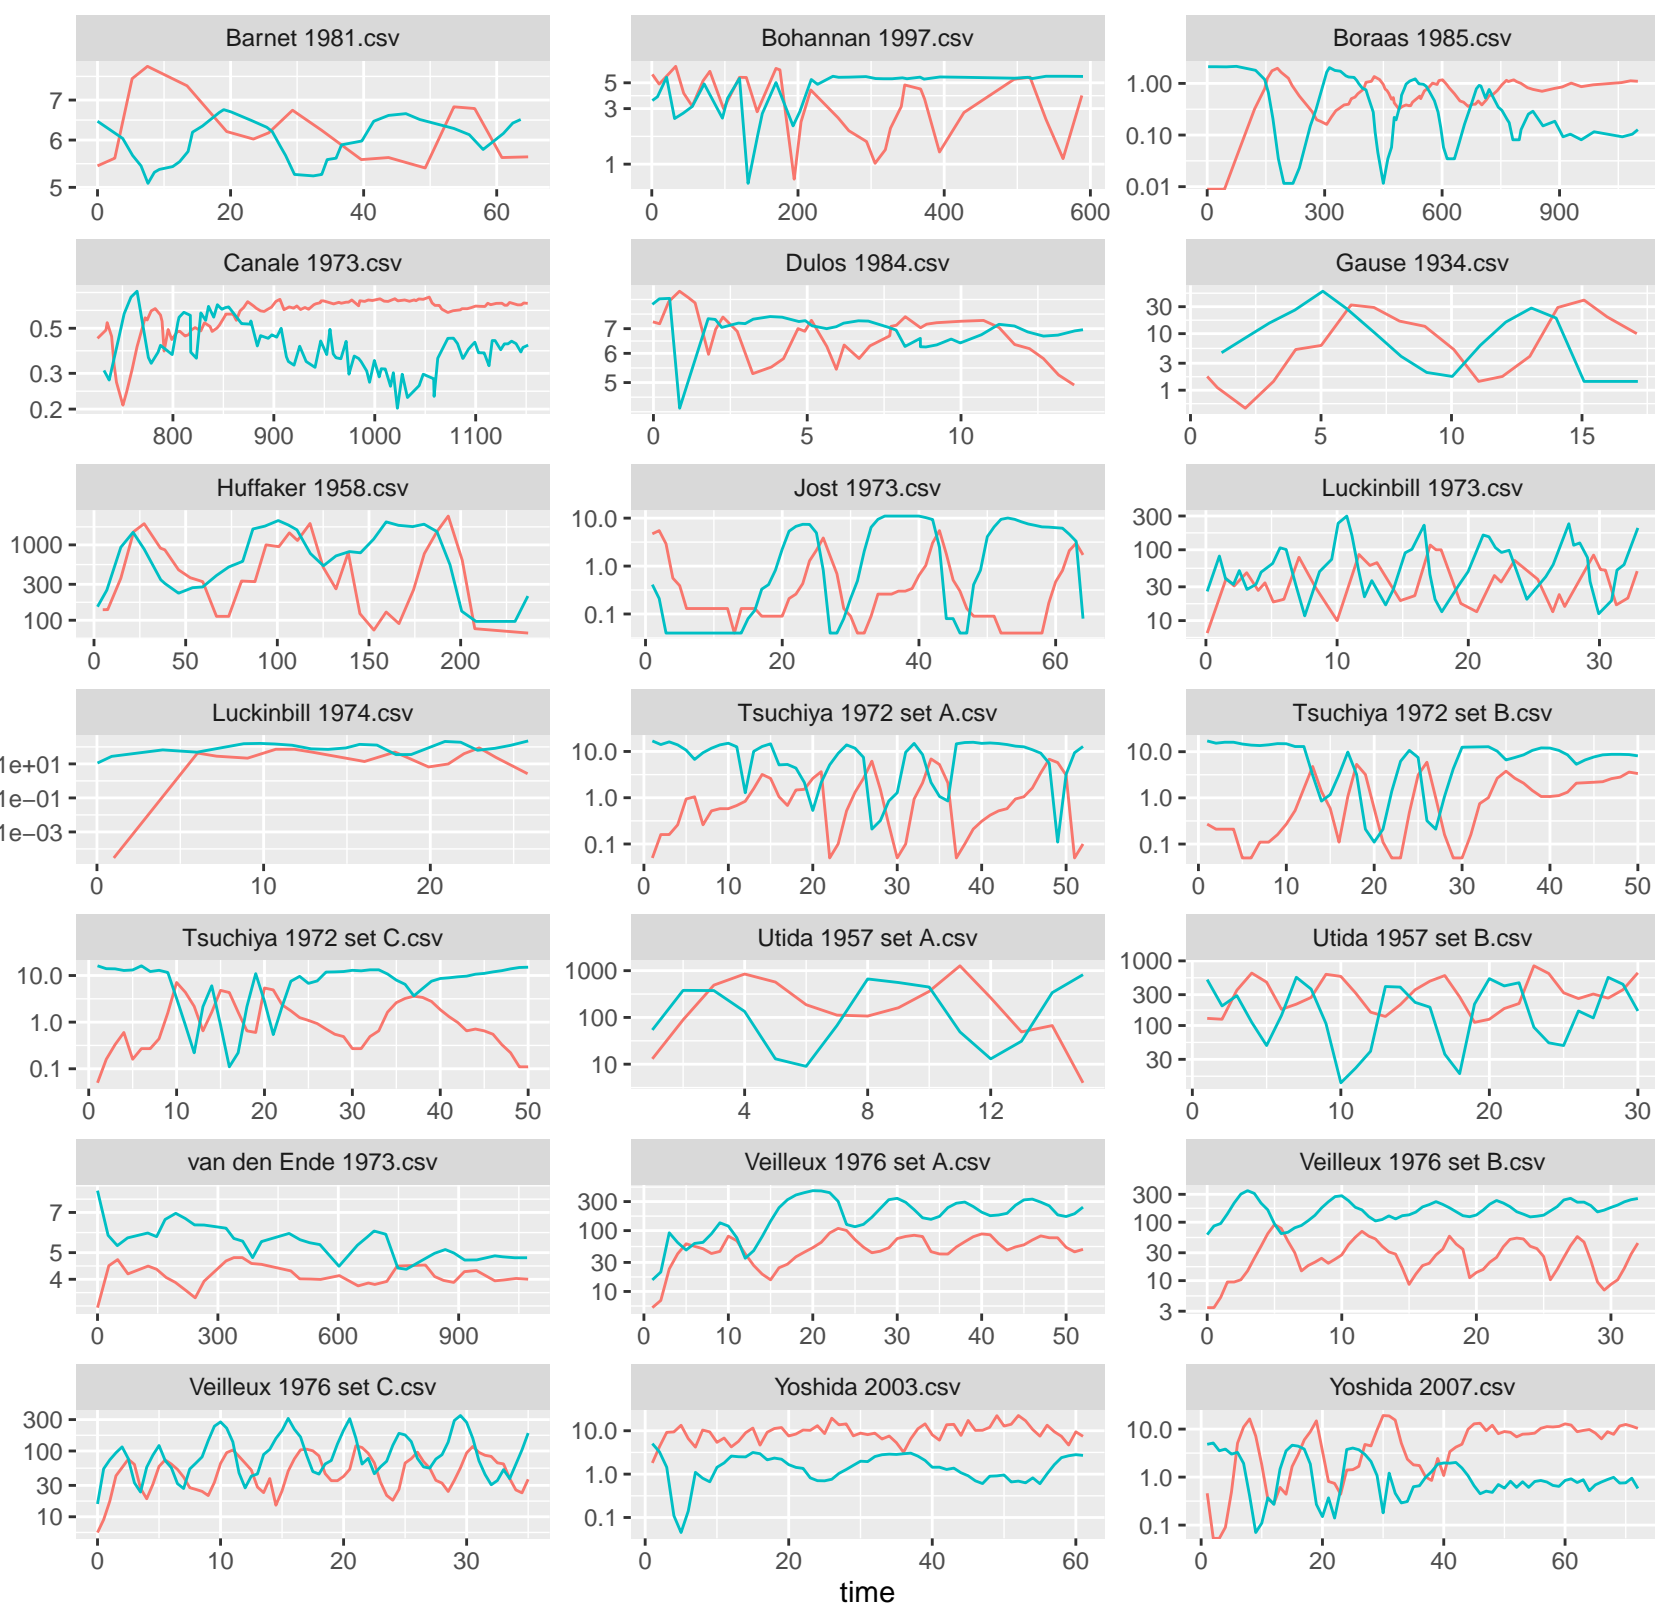 Barnet 1981.csv
Bohannan 1997.csv
Boraas 1985.csv
7
6
5
0 20 40 60
5
3
1
0 200 400 600
1.00
0.10
0.01
0 300 600 900
Canale 1973.csv
Dulos 1984.csv
Gause 1934.csv
0.5
0.3
0.2
800 900 1000 1100
7
6
5
0 5 10
30
10
3
1
0 5 10 15
Huffaker 1958.csv
Jost 1973.csv
Luckinbill 1973.csv
1000
300
100
0 50 100 150 200
10.0
1.0
0.1
0 20 40 60
300
100
30
10
0 10 20 30
Luckinbill 1974.csv
Tsuchiya 1972 set A.csv
Tsuchiya 1972 set B.csv
1e+01
1e−01
1e−03
0 10 20
10.0
1.0
0.1
0 10 20 30 40 50
10.0
1.0
0.1
0 10 20 30 40 50
Tsuchiya 1972 set C.csv
Utida 1957 set A.csv
Utida 1957 set B.csv
10.0
1.0
0.1
0 10 20 30 40 50
1000
100
10
4 8 12
1000
300
100
30
0 10 20 30
van den Ende 1973.csv
Veilleux 1976 set A.csv
Veilleux 1976 set B.csv
7
5
4
0 300 600 900
300
100
30
10
0 10 20 30 40 50
300
100
30
10
3
0 10 20 30
Veilleux 1976 set C.csv
Yoshida 2003.csv
Yoshida 2007.csv
300
100
30
10
0 10 20 30
10.0
1.0
0.1
0 20 40 60
10.0
1.0
0.1
0 20 40 60
time